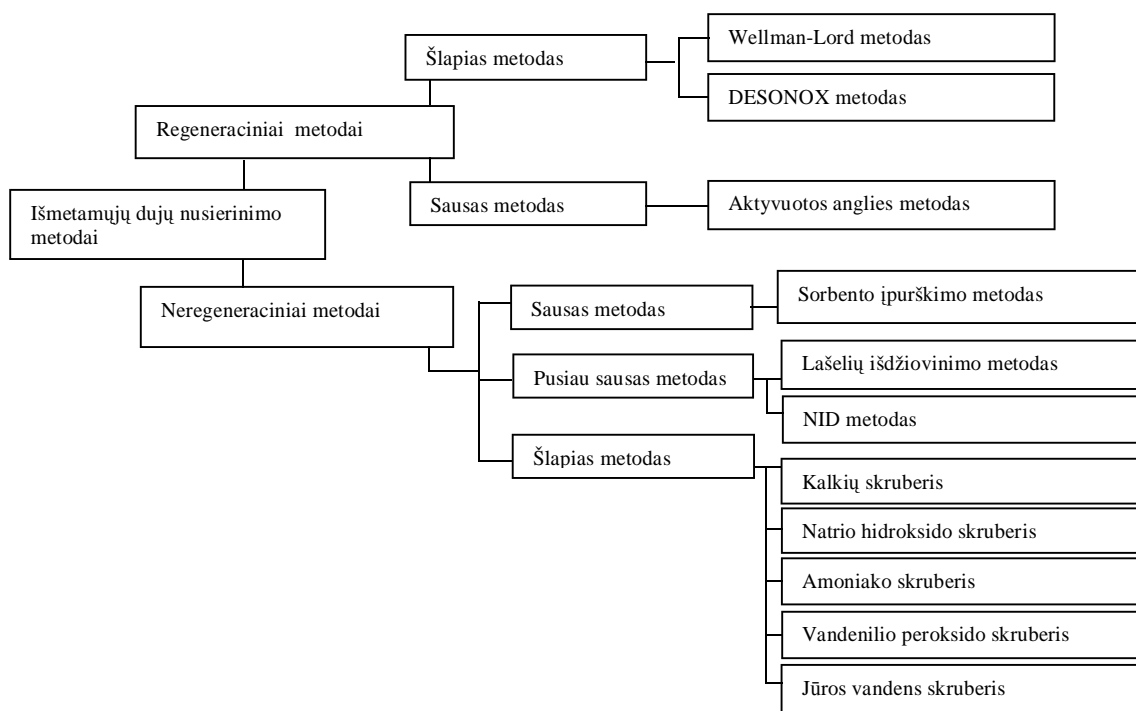 Wellman-Lord metodas
Šlapias metodas
DESONOX metodas
Regeneraciniai metodai
Sausas metodas
Aktyvuotos anglies metodas
Išmetamųjų dujų nusierinimo
metodai
Neregeneraciniai metodai
Sausas metodas
Sorbento įpurškimo metodas
Pusiau sausas metodas
Lašelių išdžiovinimo metodas
NID metodas
Šlapias metodas
Kalkių skruberis
Natrio hidroksido skruberis
Amoniako skruberis
Vandenilio peroksido skruberis
Jūros vandens skruberis